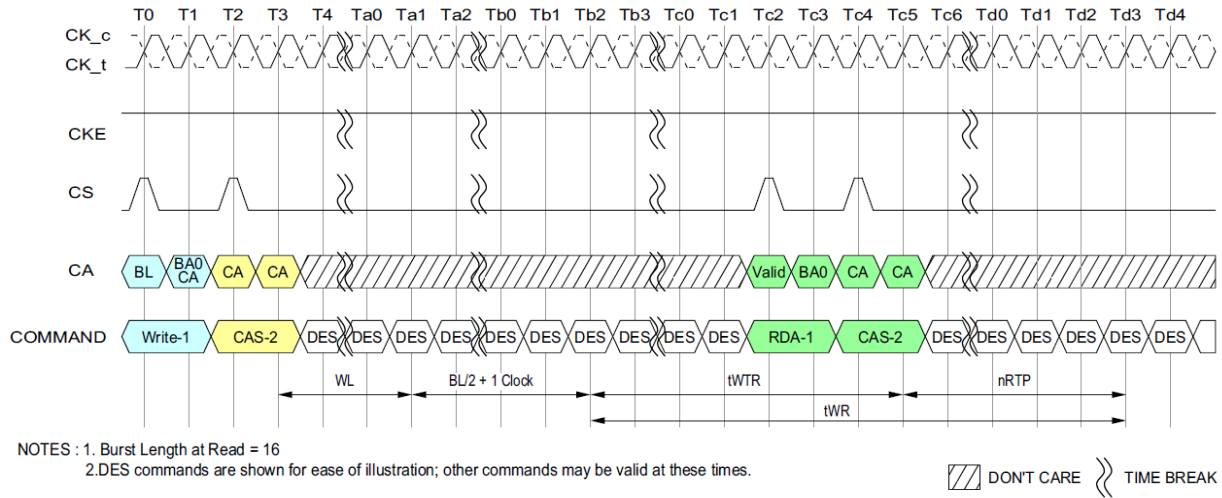 T0 T1 T2 T3 T4 Ta0 Ta1 Ta2 Tb0 Tb1 Tb2 Tb3 Tc0 Tc1 Tc2 Tc3 Tc4 Tc5 Tc6 Td0 Td1 Td2 Td3 Td4
CK_c
CK_t
CKE
CS
CA BL BA0 CA CA CA Valid BA0 CA CA
COMMAND Write-1 CAS-2 DES DES DES DES DES DES DES DES DES DES RDA-1 CAS-2 DES DES DES DES DES DES
WL BL/2 + 1 Clock tWTR nRTP
tWR
NOTES : 1. Burst Length at Read = 16
2.DES commands are shown for ease of illustration; other commands may be valid at these times.
DON'T CARE TIME BREAK